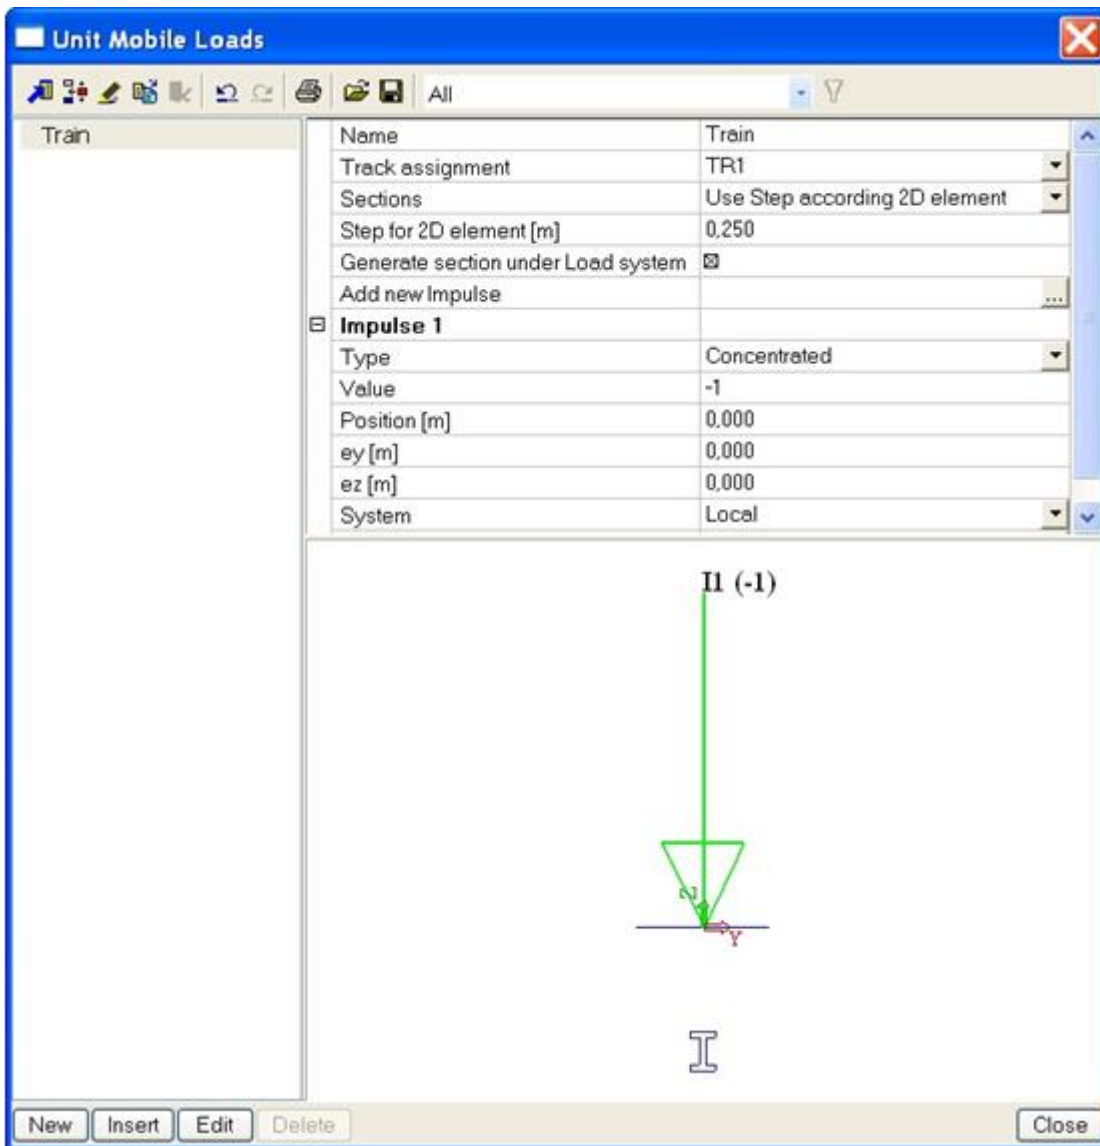 Unit Mobile Loads
All
Train
Name Train
Track assignment TR1
Sections Use Step according 2D element
Step for 2D element [m] 0,250
Generate section under Load system
Add new Impulse ...
Impulse 1
Type Concentrated
Value -1
Position [m] 0,000
ey [m] 0,000
ez [m] 0,000
System Local
I1 (-1)
Z
Y
New Insert Edit Delete Close